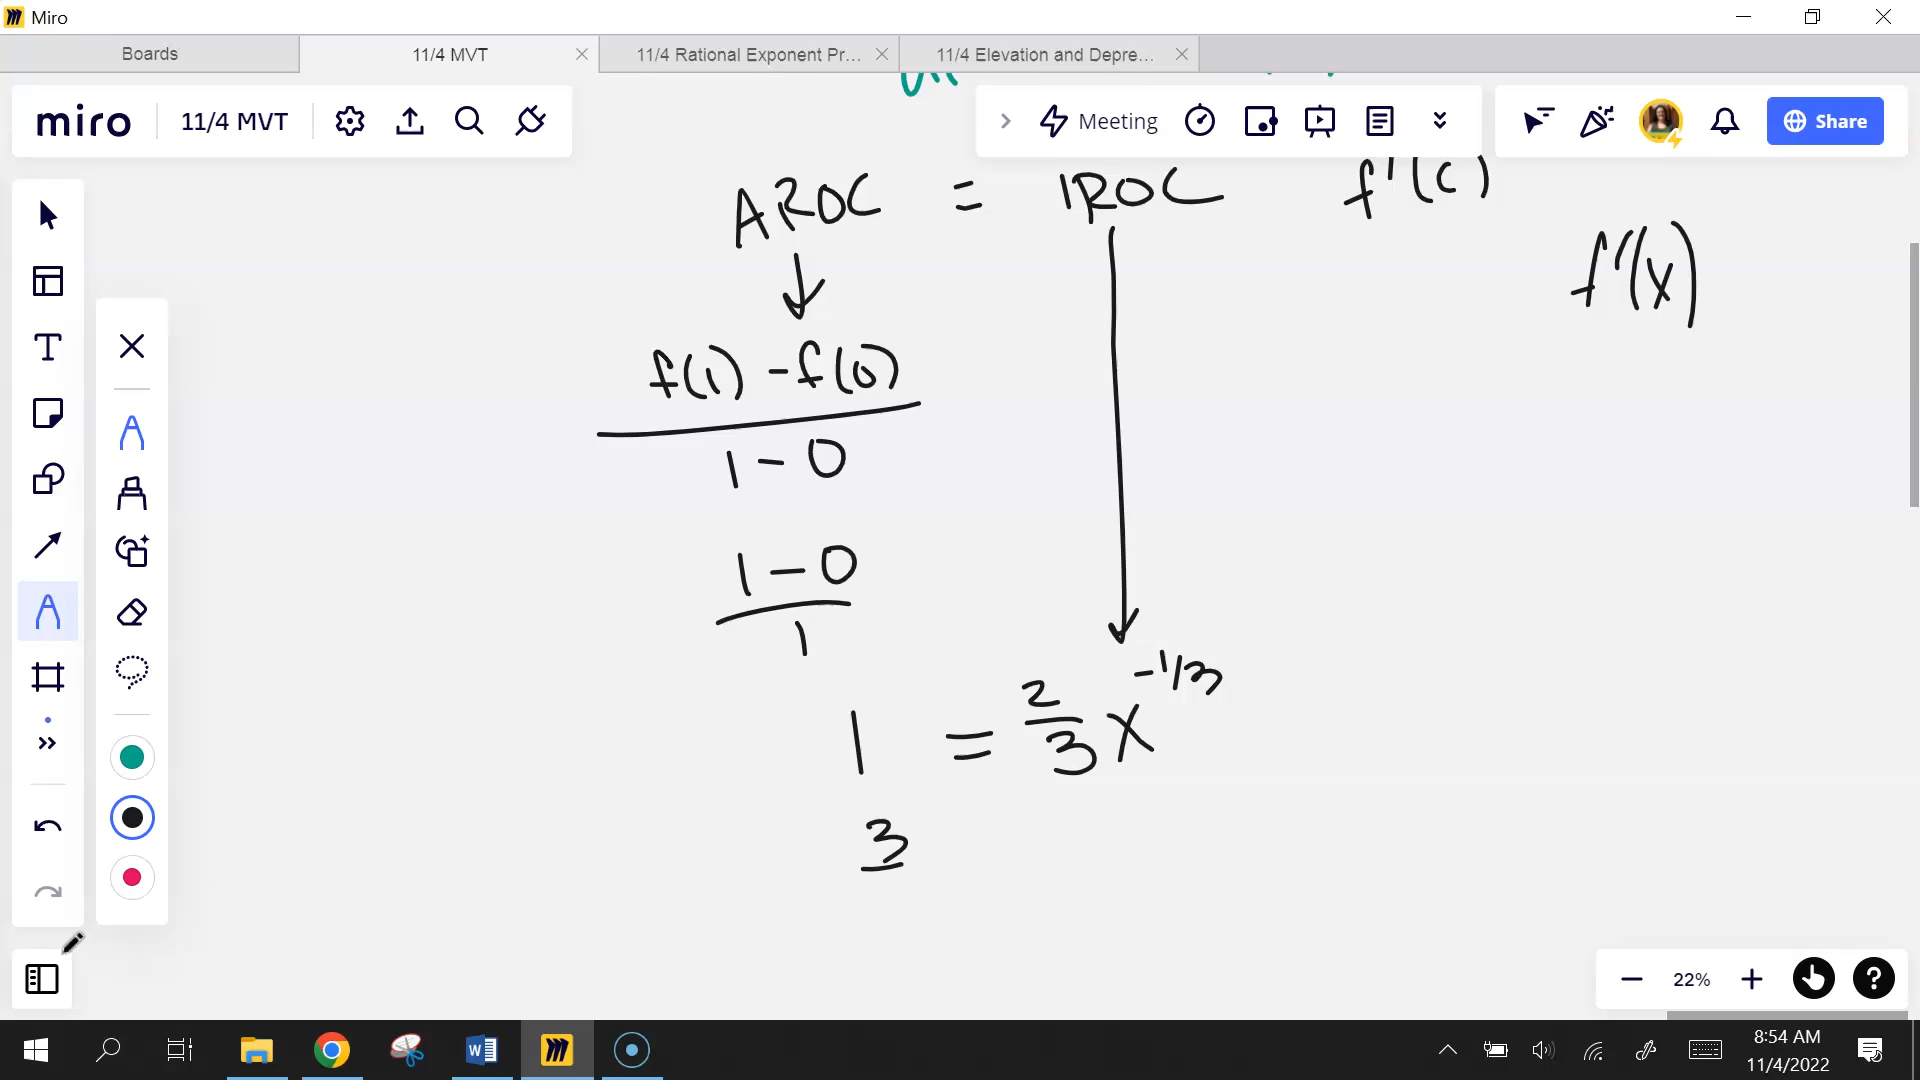 Miro
Boards
11/4 MVT
11/4 Rational Exponent Pr...
11/4 Elevation and Depre...
miro
11/4 MVT
Meeting
Share
AROC = IROC f'(c)
f'(x)
f(1) - f(0)
1 - 0
1 - 0
1
1 = 2/3 x^-1/3
3
22%
8:54 AM
11/4/2022